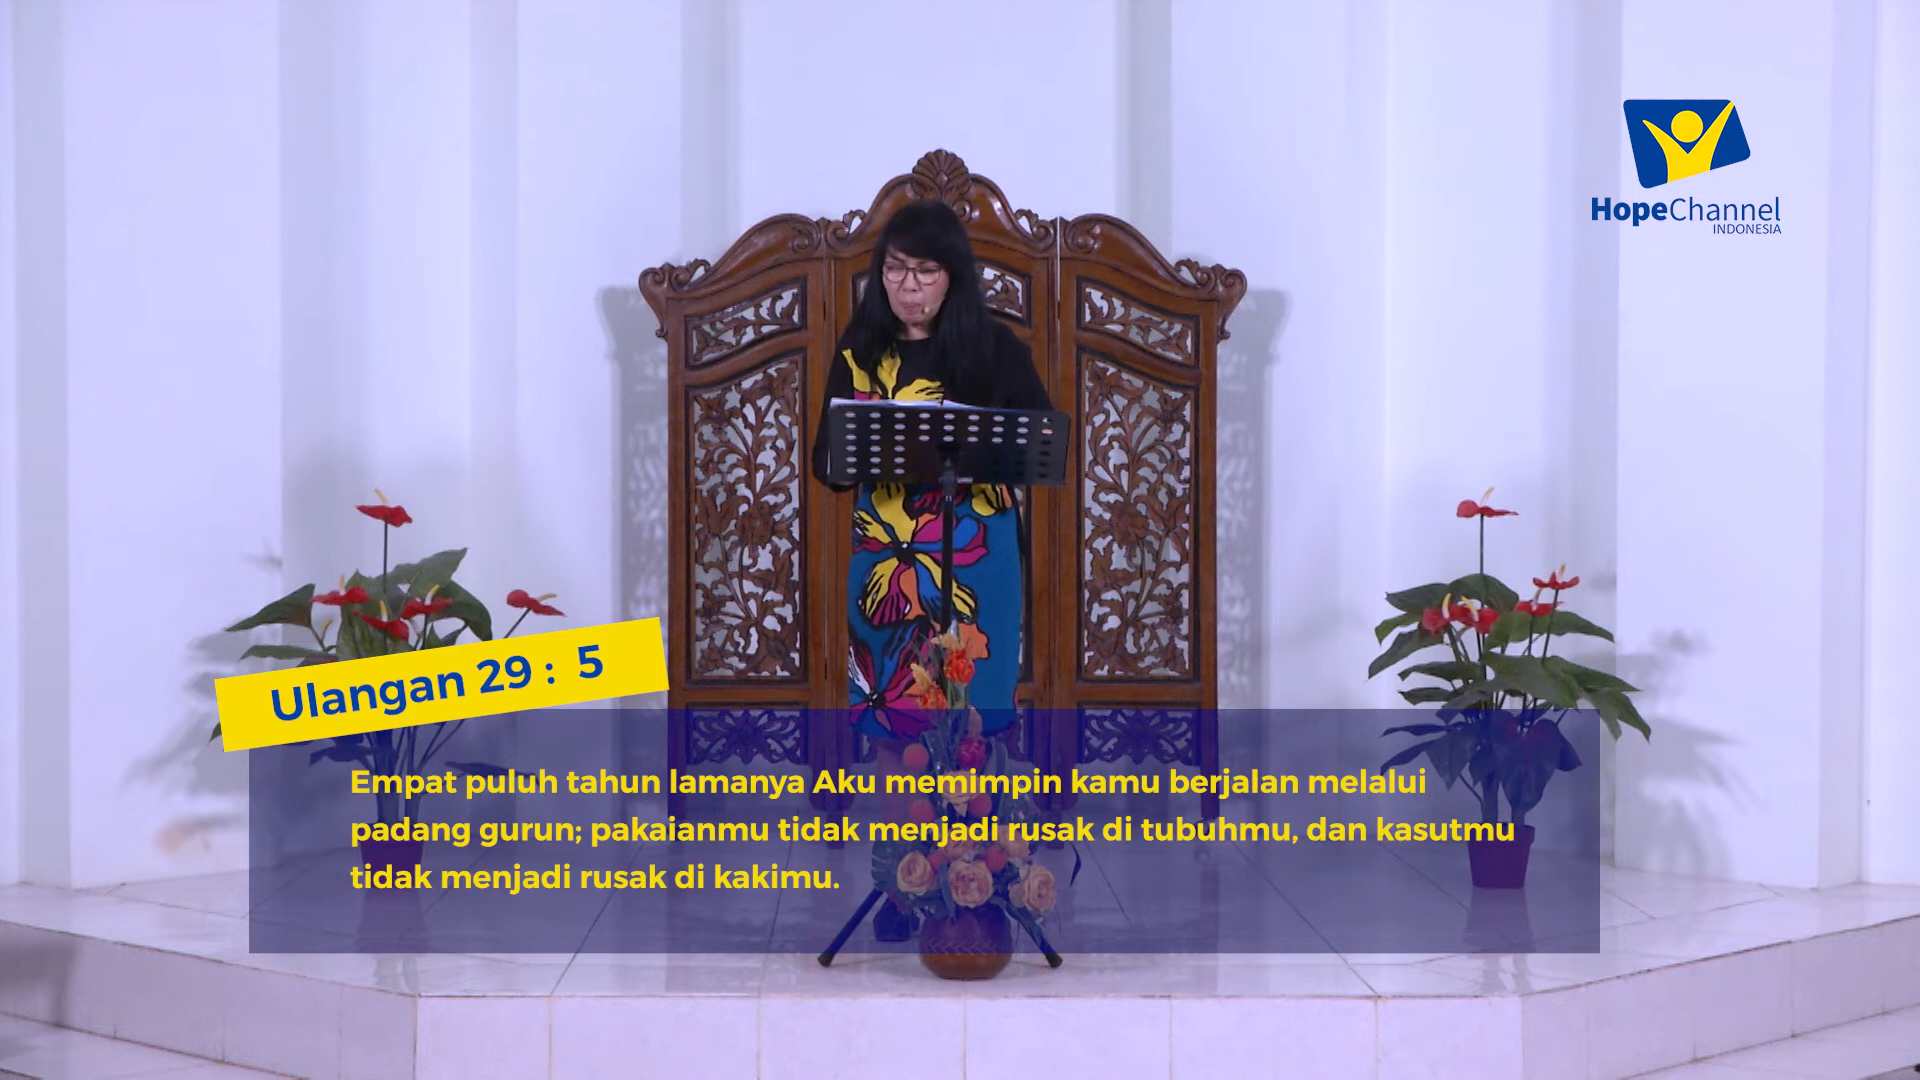 HopeChannel
INDONESIA
Ulangan 29 : 5
Empat puluh tahun lamanya Aku memimpin kamu berjalan melalui
padang gurun; pakaianmu tidak menjadi rusak di tubuhmu, dan kasutmu
tidak menjadi rusak di kakimu.